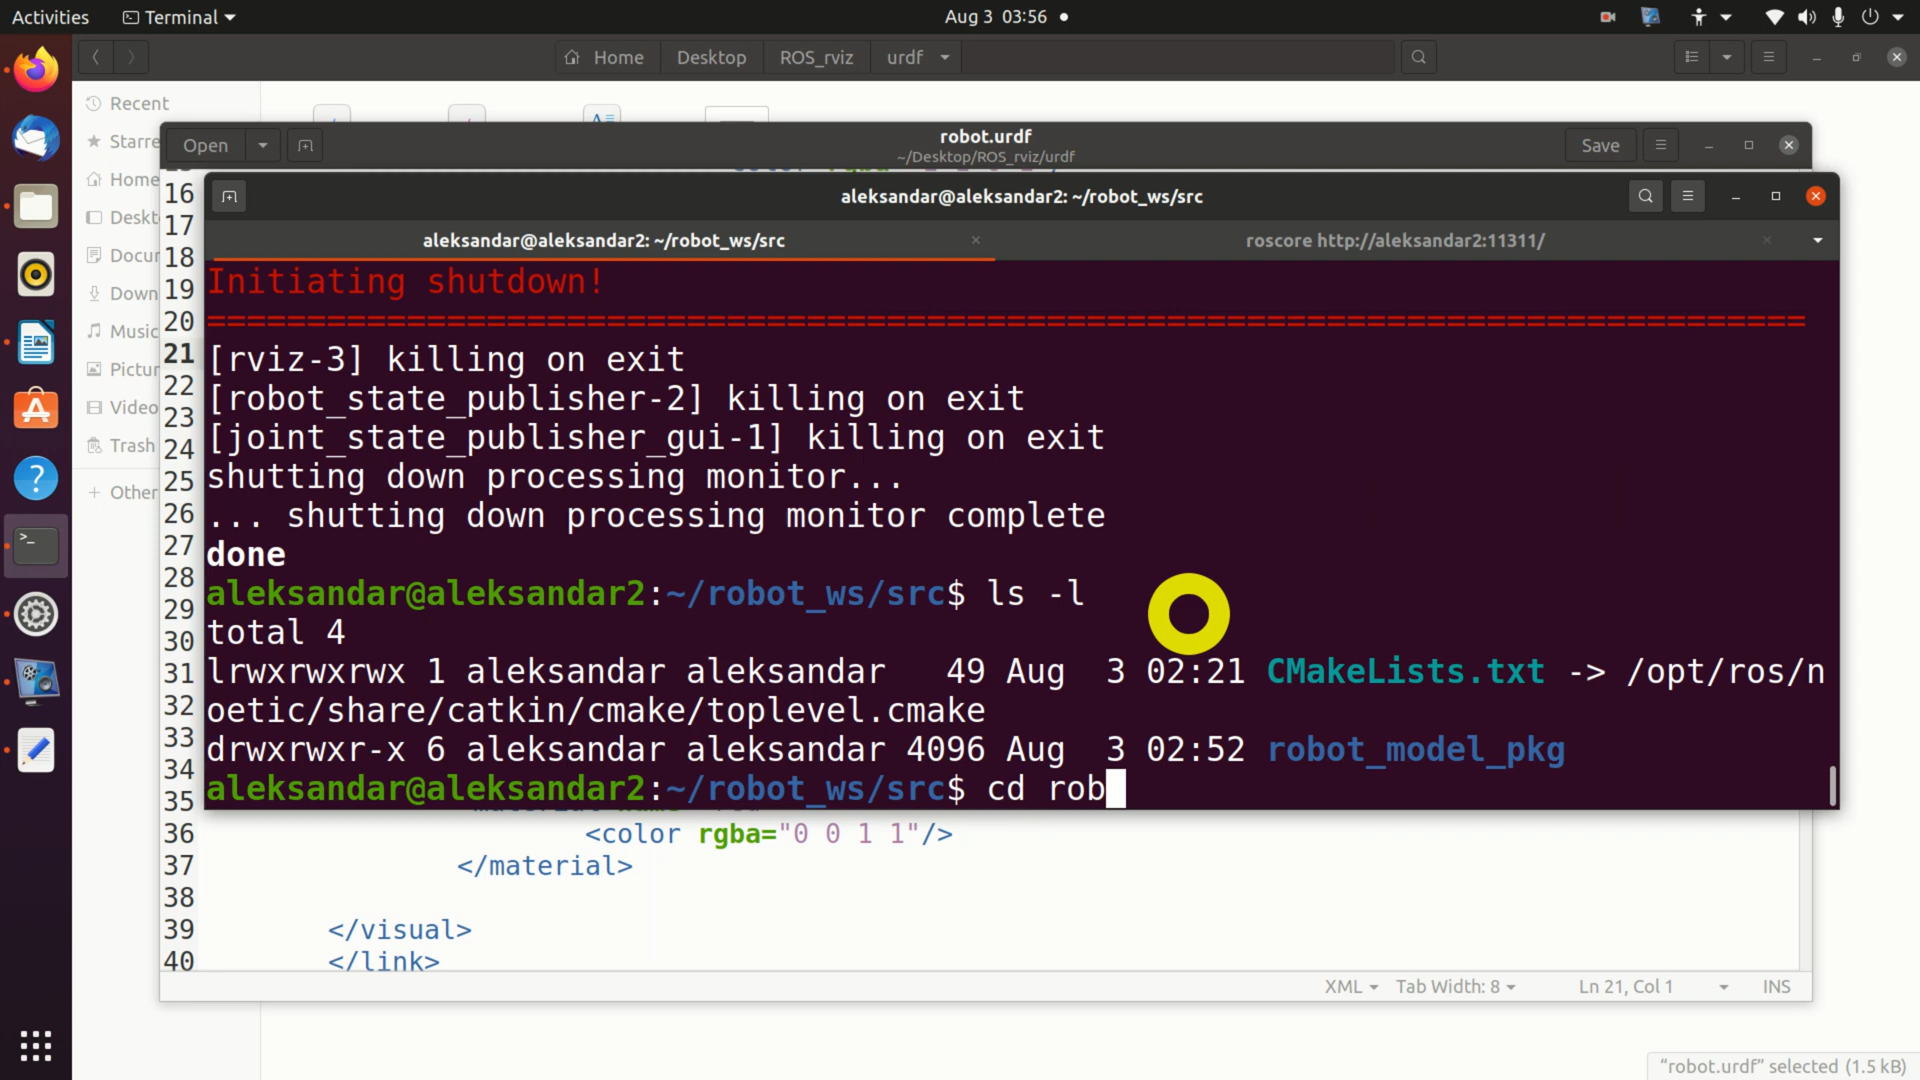 Activities Terminal Aug 3 03:56
Home Desktop ROS_rviz urdf
Recent
Starre
Home
Deskt
Docur
Down
Music
Pictur
Video
Trash
Other
Open robot.urdf Save
~/Desktop/ROS_rviz/urdf
aleksandar@aleksandar2: ~/robot_ws/src
aleksandar@aleksandar2: ~/robot_ws/src roscore http://aleksandar2:11311/
16
17
18
19
20
21
22
23
24
25
26
27
28
29
30
31
32
33
34
35
Initiating shutdown!
================================================================================
[rviz-3] killing on exit
[robot_state_publisher-2] killing on exit
[joint_state_publisher_gui-1] killing on exit
shutting down processing monitor...
... shutting down processing monitor complete
done
aleksandar@aleksandar2:~/robot_ws/src$ ls -l
total 4
lrwxrwxrwx 1 aleksandar aleksandar   49 Aug  3 02:21 CMakeLists.txt -> /opt/ros/n
oetic/share/catkin/cmake/toplevel.cmake
drwxrwxr-x 6 aleksandar aleksandar 4096 Aug  3 02:52 robot_model_pkg
aleksandar@aleksandar2:~/robot_ws/src$ cd rob
36 <color rgba="0 0 1 1"/>
37 </material>
38
39 </visual>
40 </link>
XML Tab Width: 8 Ln 21, Col 1 INS
"robot.urdf" selected (1.5 kB)